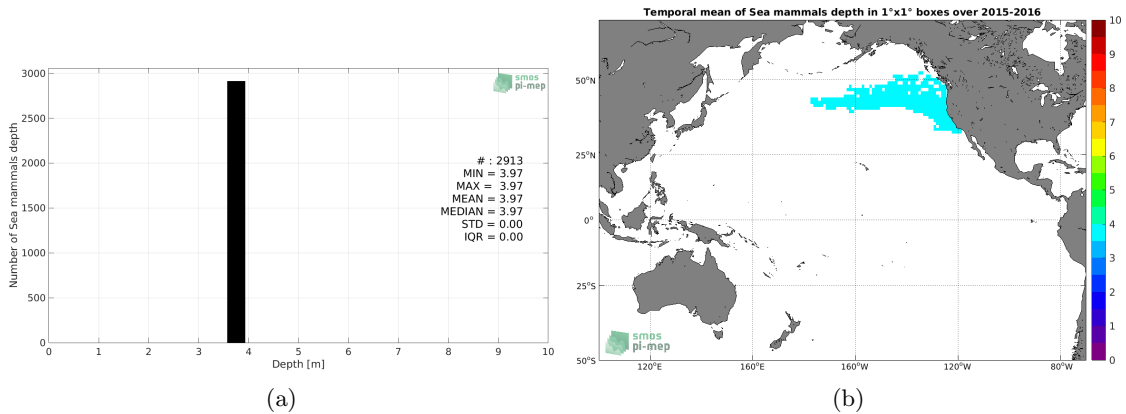 3000
2500
2000
1500
1000
500
0
Number of Sea mammals depth
smos
pi-mep
# : 2913
MIN = 3.97
MAX = 3.97
MEAN = 3.97
MEDIAN = 3.97
STD = 0.00
IQR = 0.00
0 1 2 3 4 5 6 7 8 9 10
Depth [m]
(a)
Temporal mean of Sea mammals depth in 1°x1° boxes over 2015-2016
50°N
25°N
0°
25°S
50°S
smos
pi-mep
120°E 160°E 160°W 120°W 80°W
10
9
8
7
6
5
4
3
2
1
0
(b)